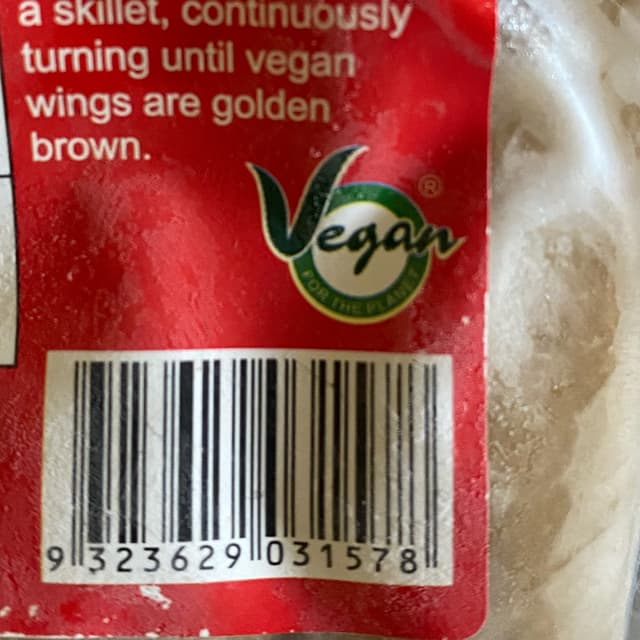 a skillet, continuously
turning until vegan
wings are golden
brown.
Vegan®
FOR THE PLANET
9 323629 031578